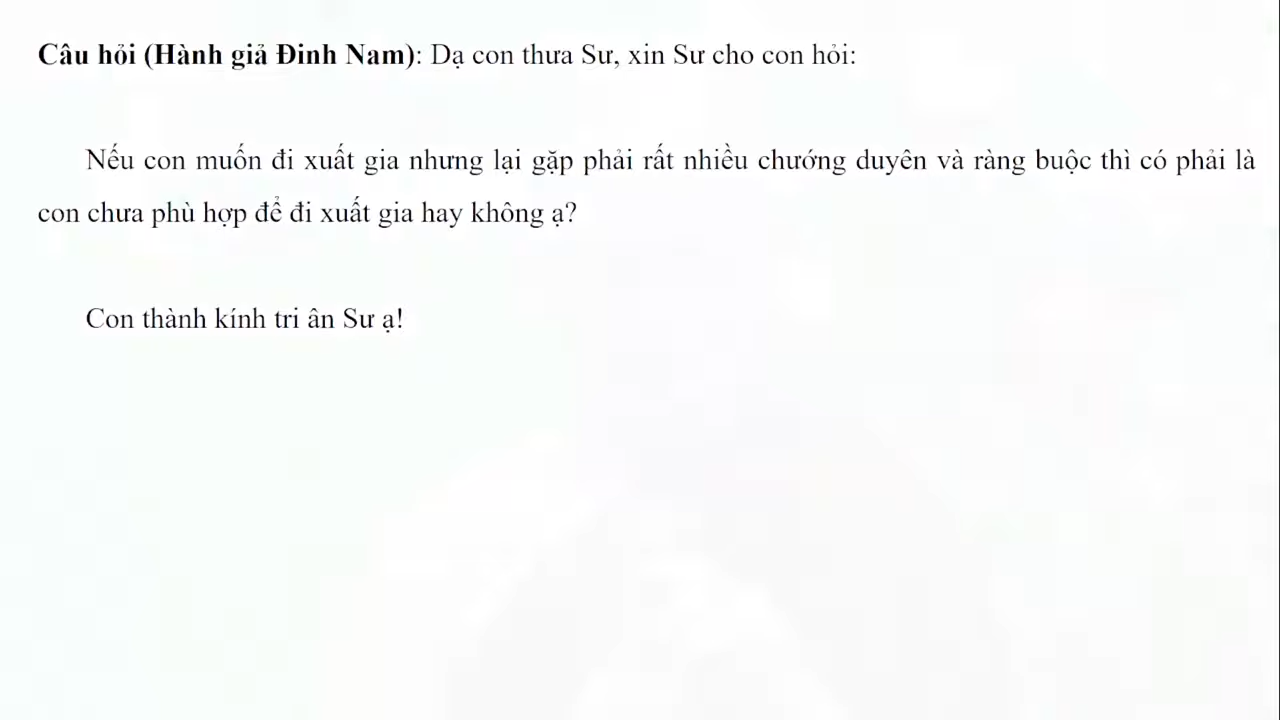 Câu hỏi (Hành giả Đinh Nam): Dạ con thưa Sư, xin Sư cho con hỏi:
Nếu con muốn đi xuất gia nhưng lại gặp phải rất nhiều chướng duyên và ràng buộc thì có phải là
con chưa phù hợp để đi xuất gia hay không ạ?
Con thành kính tri ân Sư ạ!